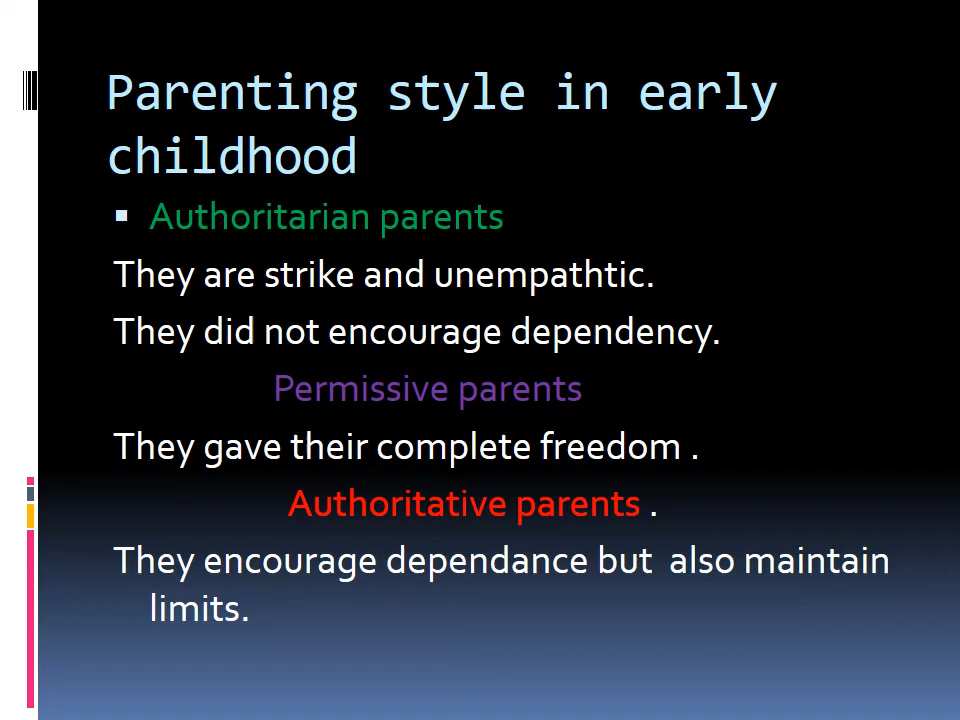 Parenting style in early
childhood
▪ Authoritarian parents
They are strike and unempathtic.
They did not encourage dependency.
Permissive parents
They gave their complete freedom .
Authoritative parents .
They encourage dependance but also maintain
limits.